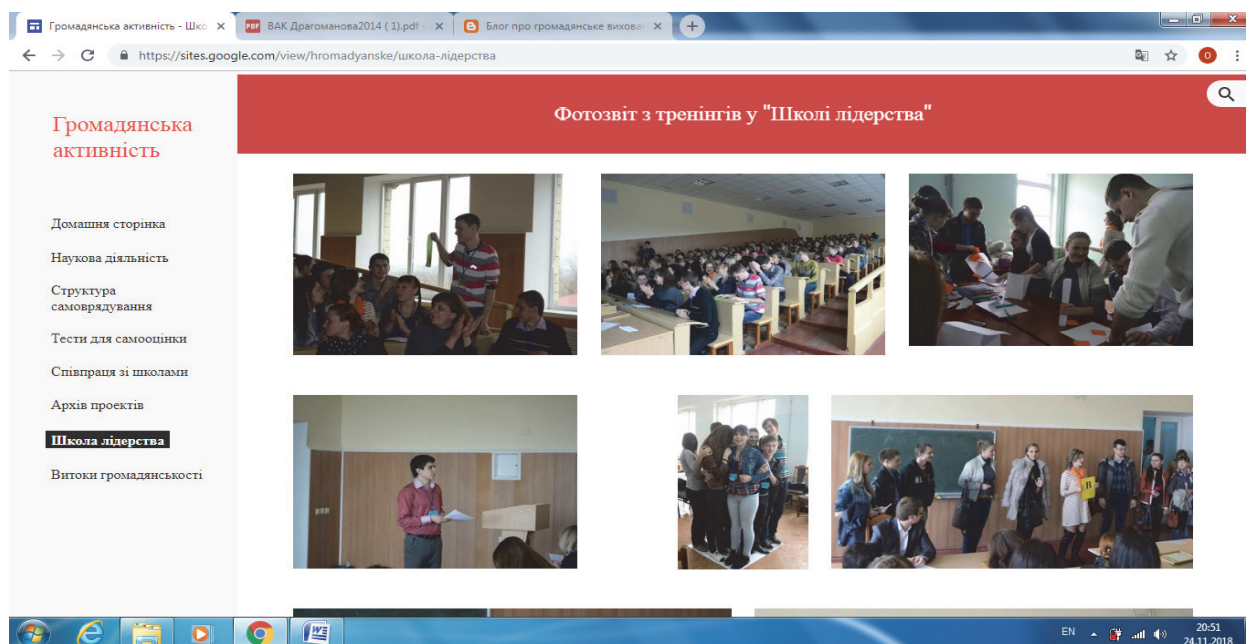 Громадянська активність - Шко
ВАК Драгоманова2014 ( 1).pdf -
Блог про громадянське вихован
https://sites.google.com/view/hromadyanske/школа-лідерства
О
Громадянська
активність
Фотозвіт з тренінгів у "Школі лідерства"
Домашня сторінка
Наукова діяльність
Структура
самоврядування
Тести для самооцінки
Співпраця зі школами
Архів проектів
Школа лідерства
Витоки громадянськості
В
EN
20:51
24.11.2018